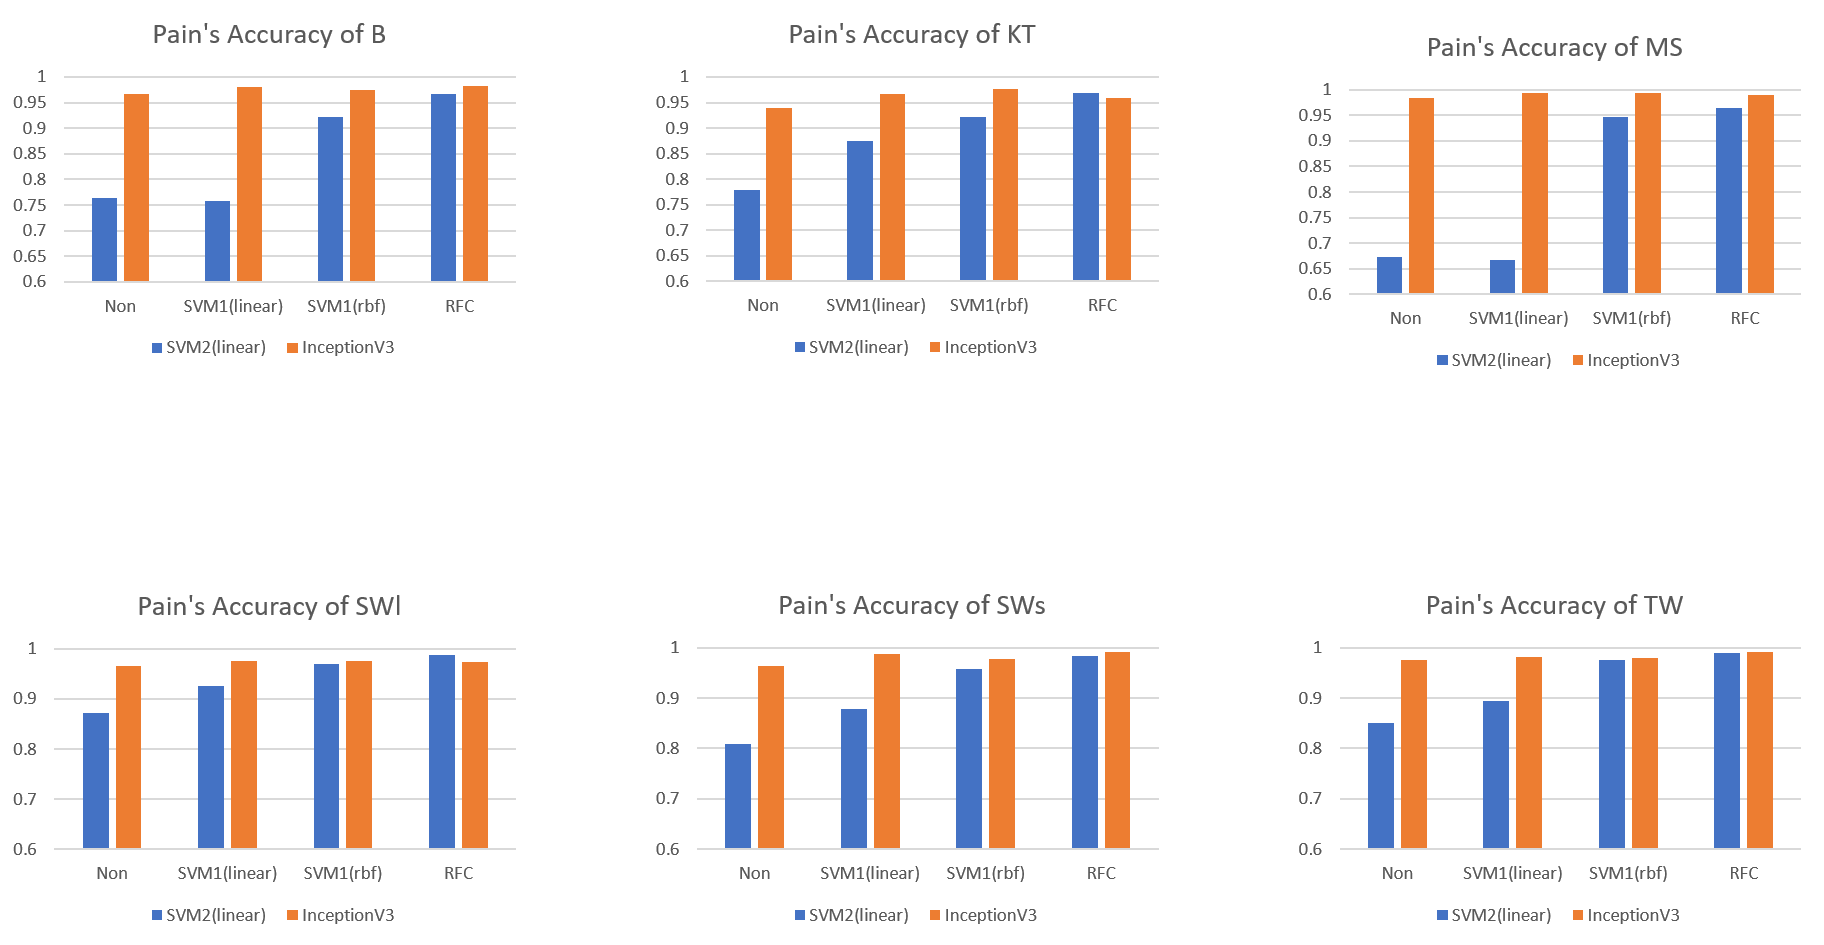 Pain's Accuracy of B
1
0.95
0.9
0.85
0.8
0.75
0.7
0.65
0.6
Non SVM1(linear) SVM1(rbf) RFC
SVM2(linear) InceptionV3
Pain's Accuracy of KT
1
0.95
0.9
0.85
0.8
0.75
0.7
0.65
0.6
Non SVM1(linear) SVM1(rbf) RFC
SVM2(linear) InceptionV3
Pain's Accuracy of MS
1
0.95
0.9
0.85
0.8
0.75
0.7
0.65
0.6
Non SVM1(linear) SVM1(rbf) RFC
SVM2(linear) InceptionV3
Pain's Accuracy of SWl
1
0.9
0.8
0.7
0.6
Non SVM1(linear) SVM1(rbf) RFC
SVM2(linear) InceptionV3
Pain's Accuracy of SWs
1
0.9
0.8
0.7
0.6
Non SVM1(linear) SVM1(rbf) RFC
SVM2(linear) InceptionV3
Pain's Accuracy of TW
1
0.9
0.8
0.7
0.6
Non SVM1(linear) SVM1(rbf) RFC
SVM2(linear) InceptionV3